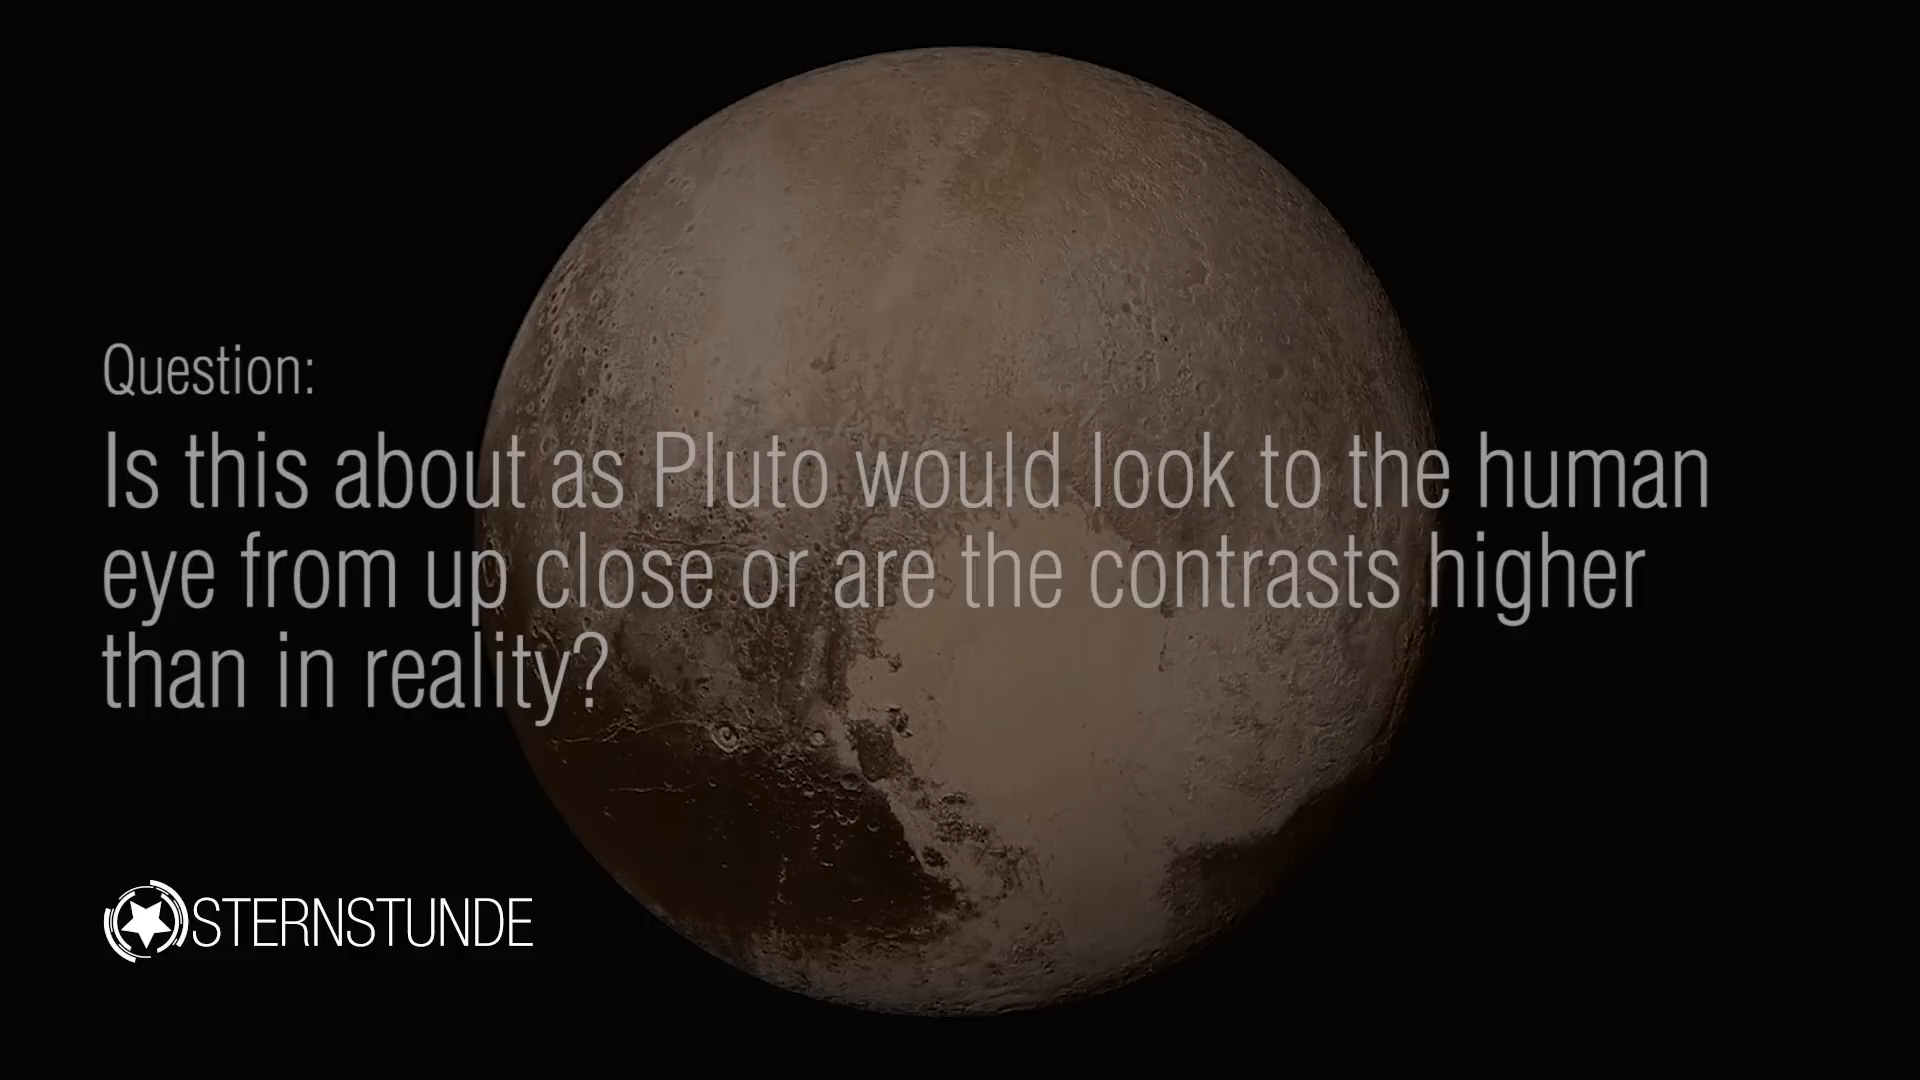 Question:
Is this about as Pluto would look to the human
eye from up close or are the contrasts higher
than in reality?
STERNSTUNDE